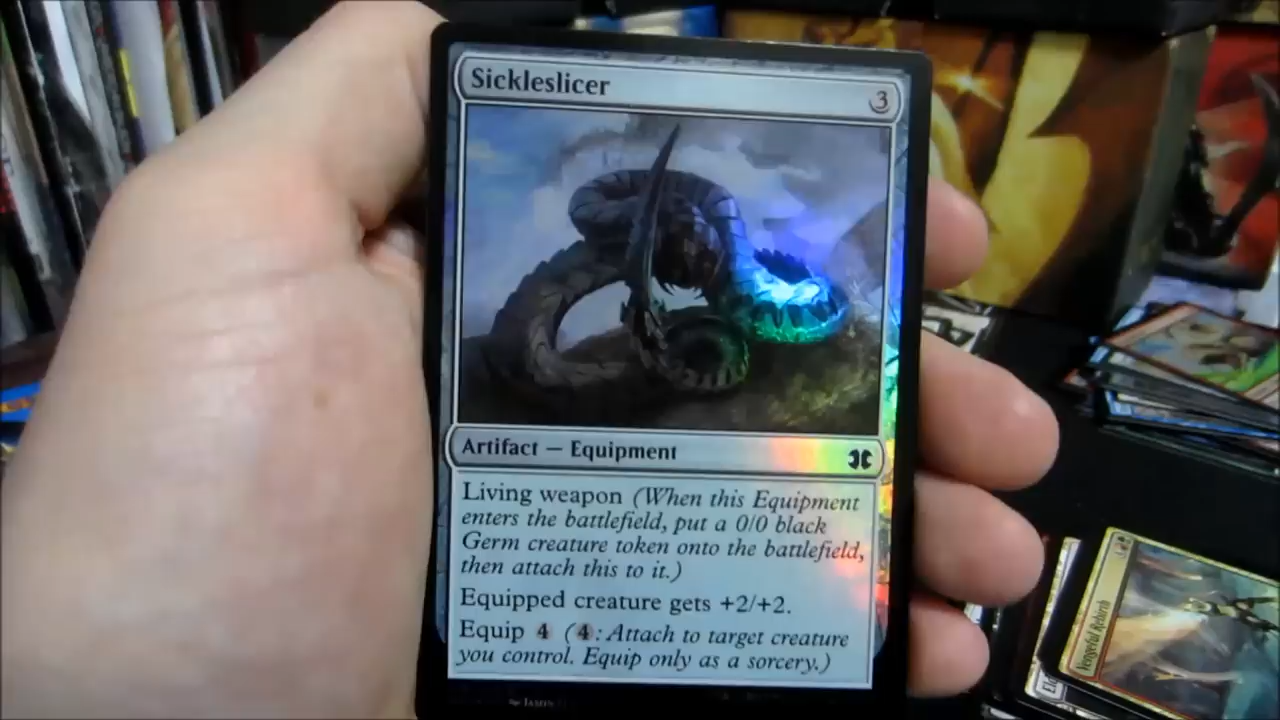 Sickleslicer
3
Artifact — Equipment
Living weapon (When this Equipment
enters the battlefield, put a 0/0 black
Germ creature token onto the battlefield,
then attach this to it.)
Equipped creature gets +2/+2.
Equip 4 (4: Attach to target creature
you control. Equip only as a sorcery.)
Vengeful Rebirth